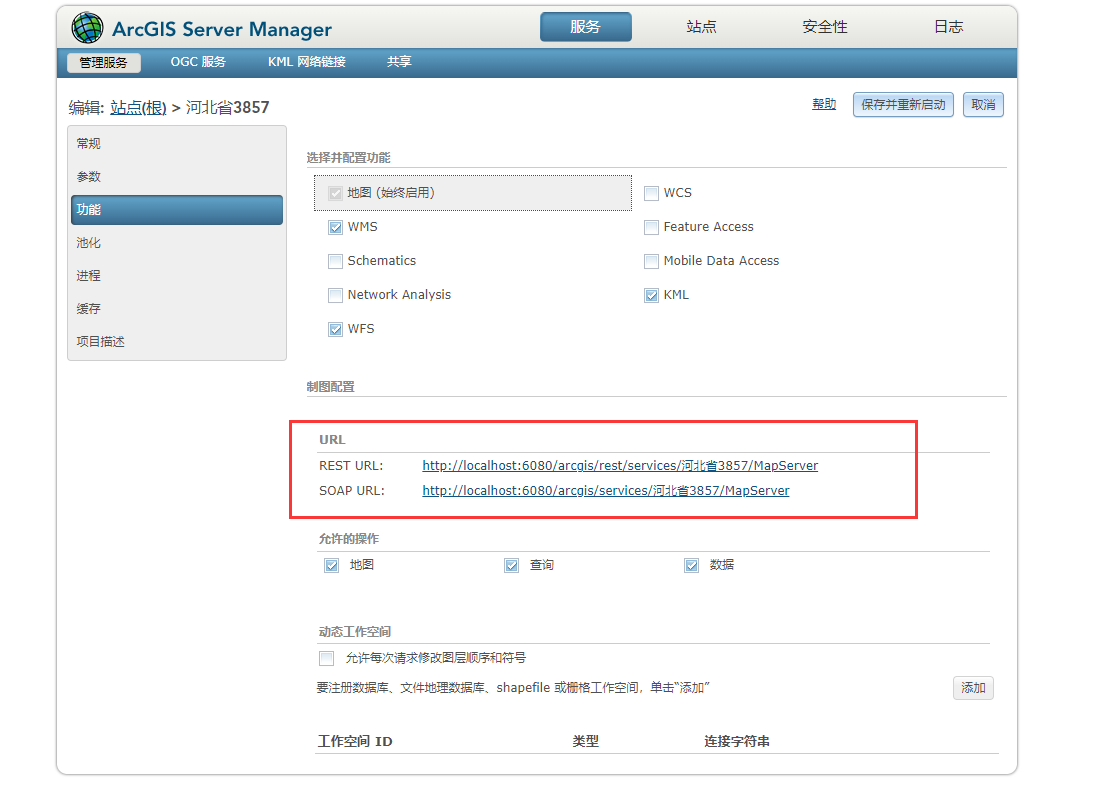 ArcGIS Server Manager
服务 站点 安全性 日志
管理服务 OGC 服务 KML 网络链接 共享
编辑: 站点(根) > 河北省3857
帮助 保存并重新启动 取消
常规
参数
功能
池化
进程
缓存
项目描述
选择并配置功能
地图 (始终启用) WCS
WMS Feature Access
Schematics Mobile Data Access
Network Analysis KML
WFS
制图配置
URL
REST URL: http://localhost:6080/arcgis/rest/services/河北省3857/MapServer
SOAP URL: http://localhost:6080/arcgis/services/河北省3857/MapServer
允许的操作
地图 查询 数据
动态工作空间
允许每次请求修改图层顺序和符号
要注册数据库、文件地理数据库、shapefile 或栅格工作空间，单击“添加”
添加
工作空间 ID 类型 连接字符串